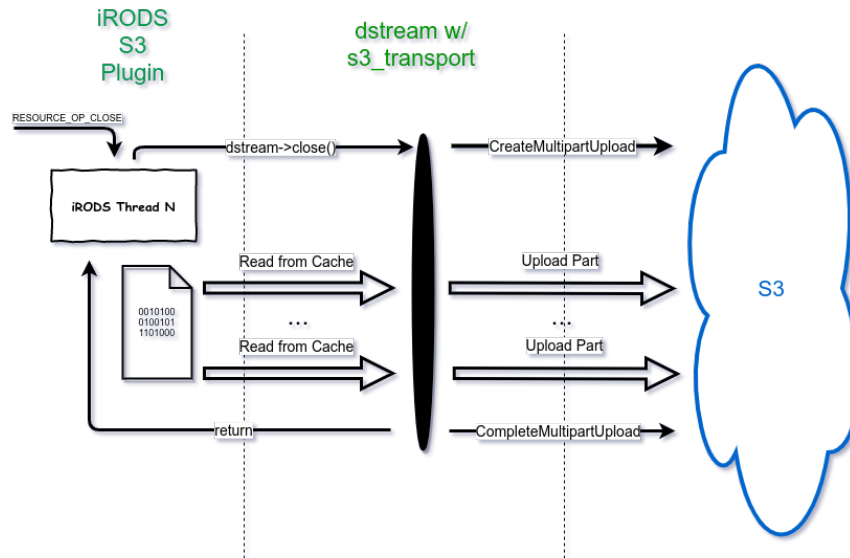 iRODS
S3
Plugin
dstream w/
s3_transport
RESOURCE_OP_CLOSE
dstream->close()
CreateMultipartUpload
iRODS Thread N
Read from Cache
Upload Part
0010100
0100101
1101000
S3
...
...
Read from Cache
Upload Part
return
CompleteMultipartUpload